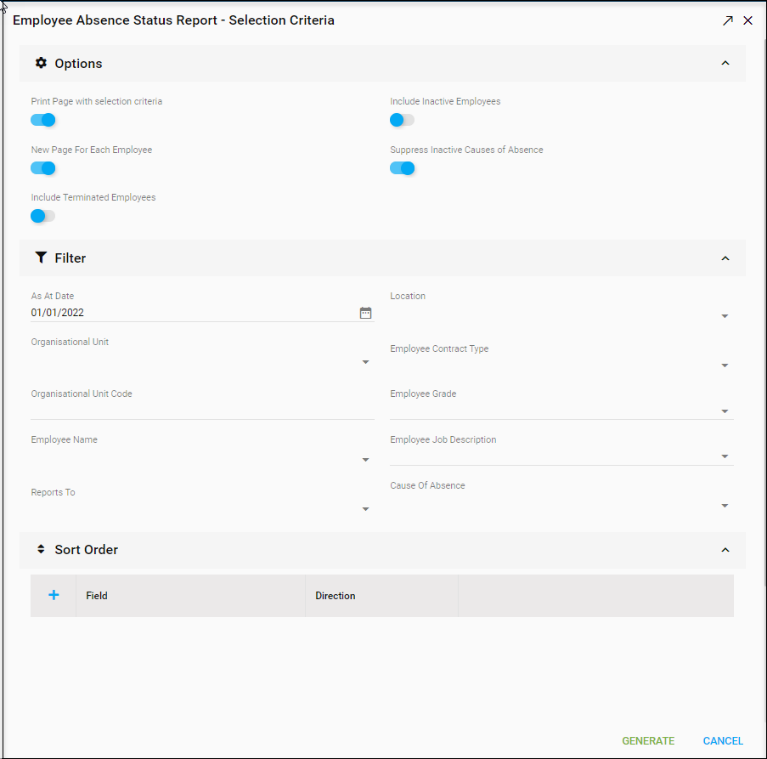 Employee Absence Status Report - Selection Criteria
Options
Print Page with selection criteria
Include Inactive Employees
New Page For Each Employee
Suppress Inactive Causes of Absence
Include Terminated Employees
Filter
As At Date
01/01/2022
Location
Organisational Unit
Employee Contract Type
Organisational Unit Code
Employee Grade
Employee Name
Employee Job Description
Reports To
Cause Of Absence
Sort Order
+ Field Direction
GENERATE CANCEL